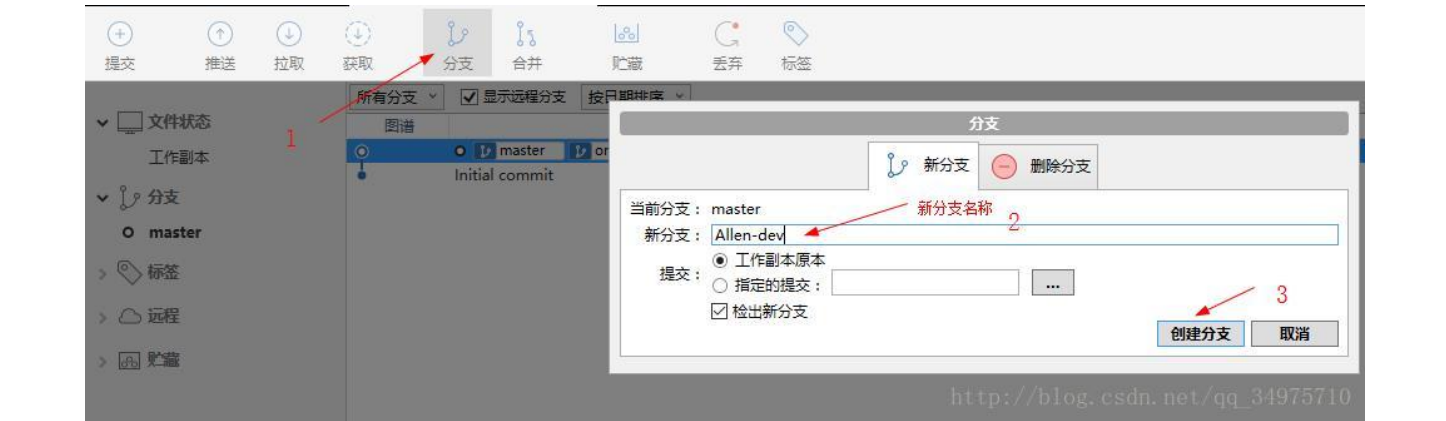 提交 推送 拉取 获取 分支 合并 贮藏 丢弃 标签
所有分支 显示远程分支 按日期排序
文件状态
图谱
1
工作副本
master
Initial commit
分支
master
标签
远程
贮藏
分支
新分支 删除分支
当前分支： master 新分支名称
2
新分支： Allen-dev
提交： 工作副本原本
指定的提交： ...
检出新分支
3
创建分支 取消
http://blog.csdn.net/qq_34975710